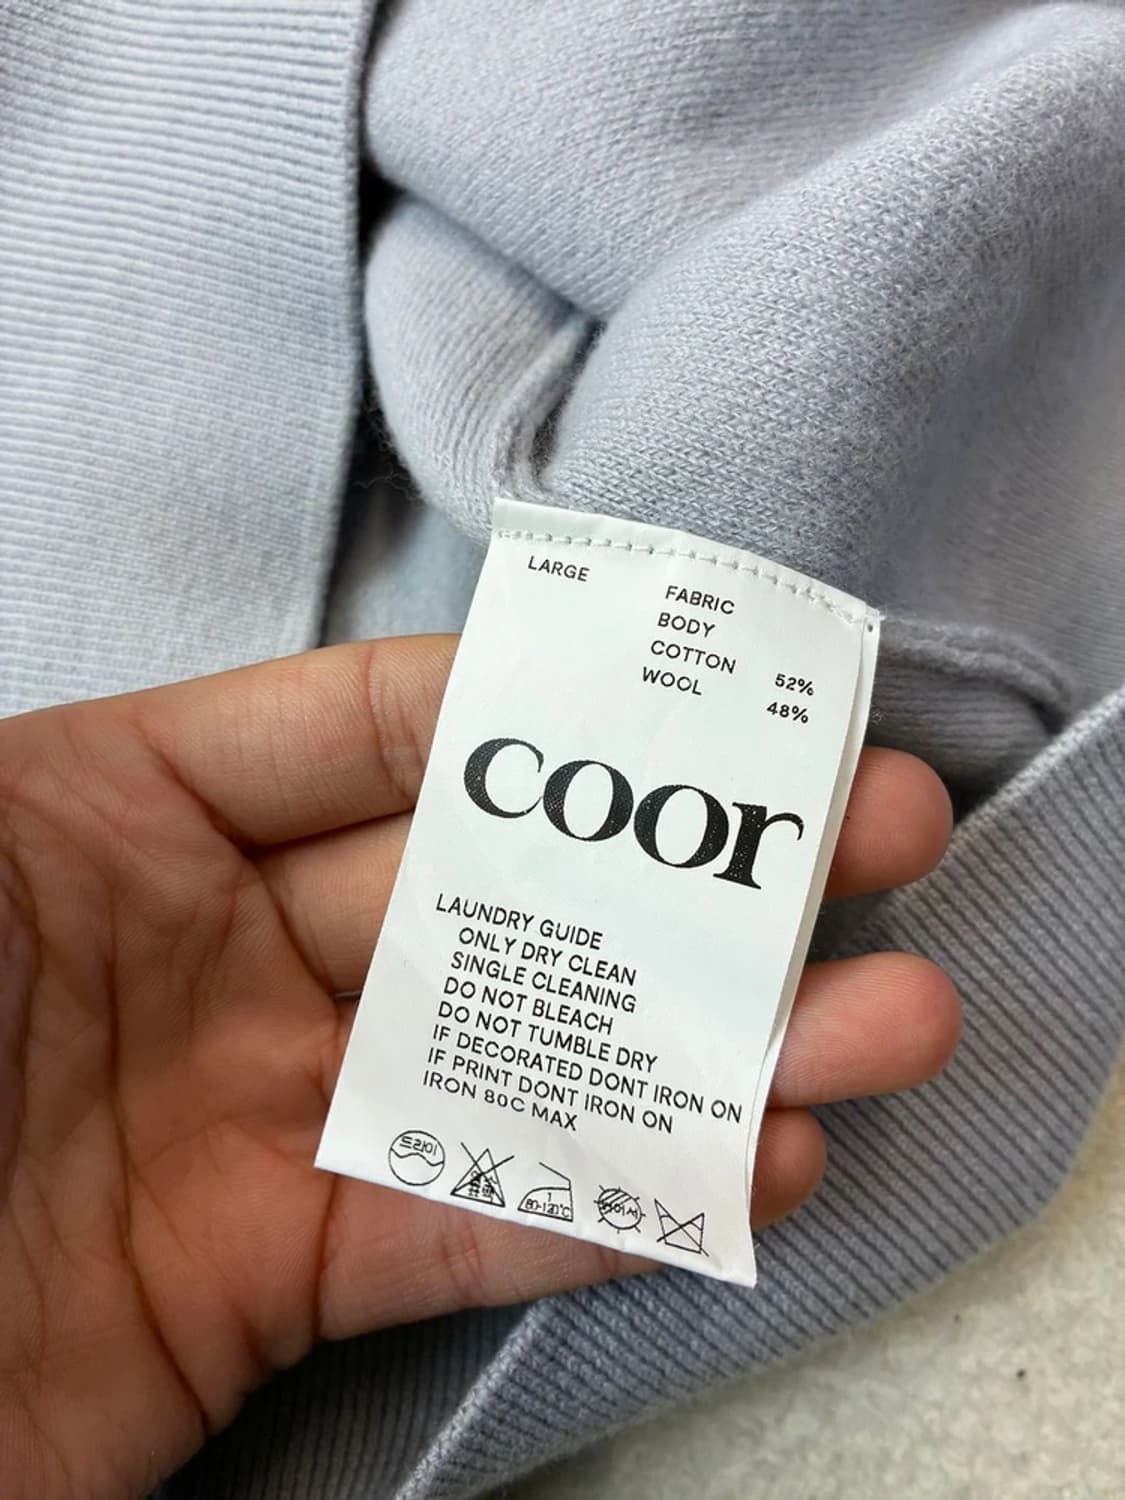 LARGE
FABRIC
BODY
COTTON 52%
WOOL 48%
coor
LAUNDRY GUIDE
ONLY DRY CLEAN
SINGLE CLEANING
DO NOT BLEACH
DO NOT TUMBLE DRY
IF DECORATED DONT IRON ON
IF PRINT DONT IRON ON
IRON 80C MAX
드라이
1
80-120℃